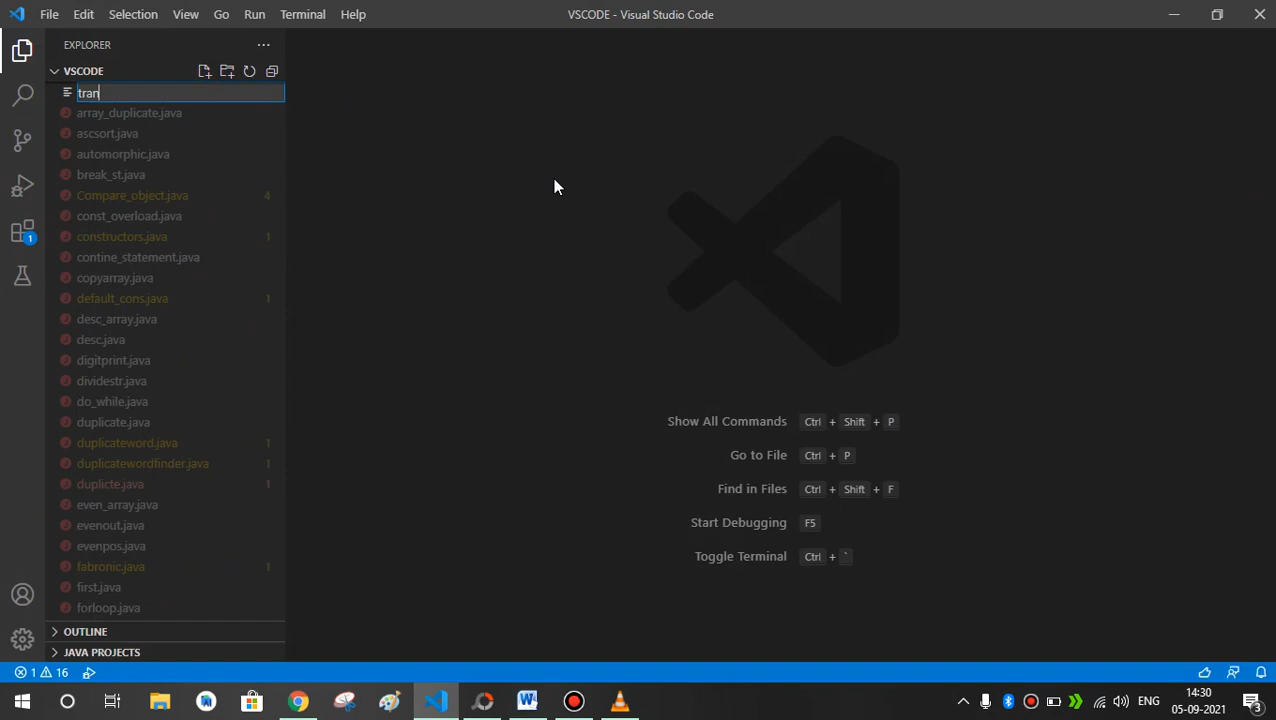 File Edit Selection View Go Run Terminal Help
VSCODE - Visual Studio Code
EXPLORER
VSCODE
tran
array_duplicate.java
ascsort.java
automorphic.java
break_st.java
Compare_object.java 4
const_overload.java
constructors.java 1
contine_statement.java
copyarray.java
default_cons.java 1
desc_array.java
desc.java
digitprint.java
dividestr.java
do_while.java
duplicate.java
duplicateword.java 1
duplicatewordfinder.java 1
duplicte.java 1
even_array.java
evenout.java
evenpos.java
fabronic.java 1
first.java
forloop.java
OUTLINE
JAVA PROJECTS
1
Show All Commands Ctrl + Shift + P
Go to File Ctrl + P
Find in Files Ctrl + Shift + F
Start Debugging F5
Toggle Terminal Ctrl + `
1 16
ENG
14:30
05-09-2021
3